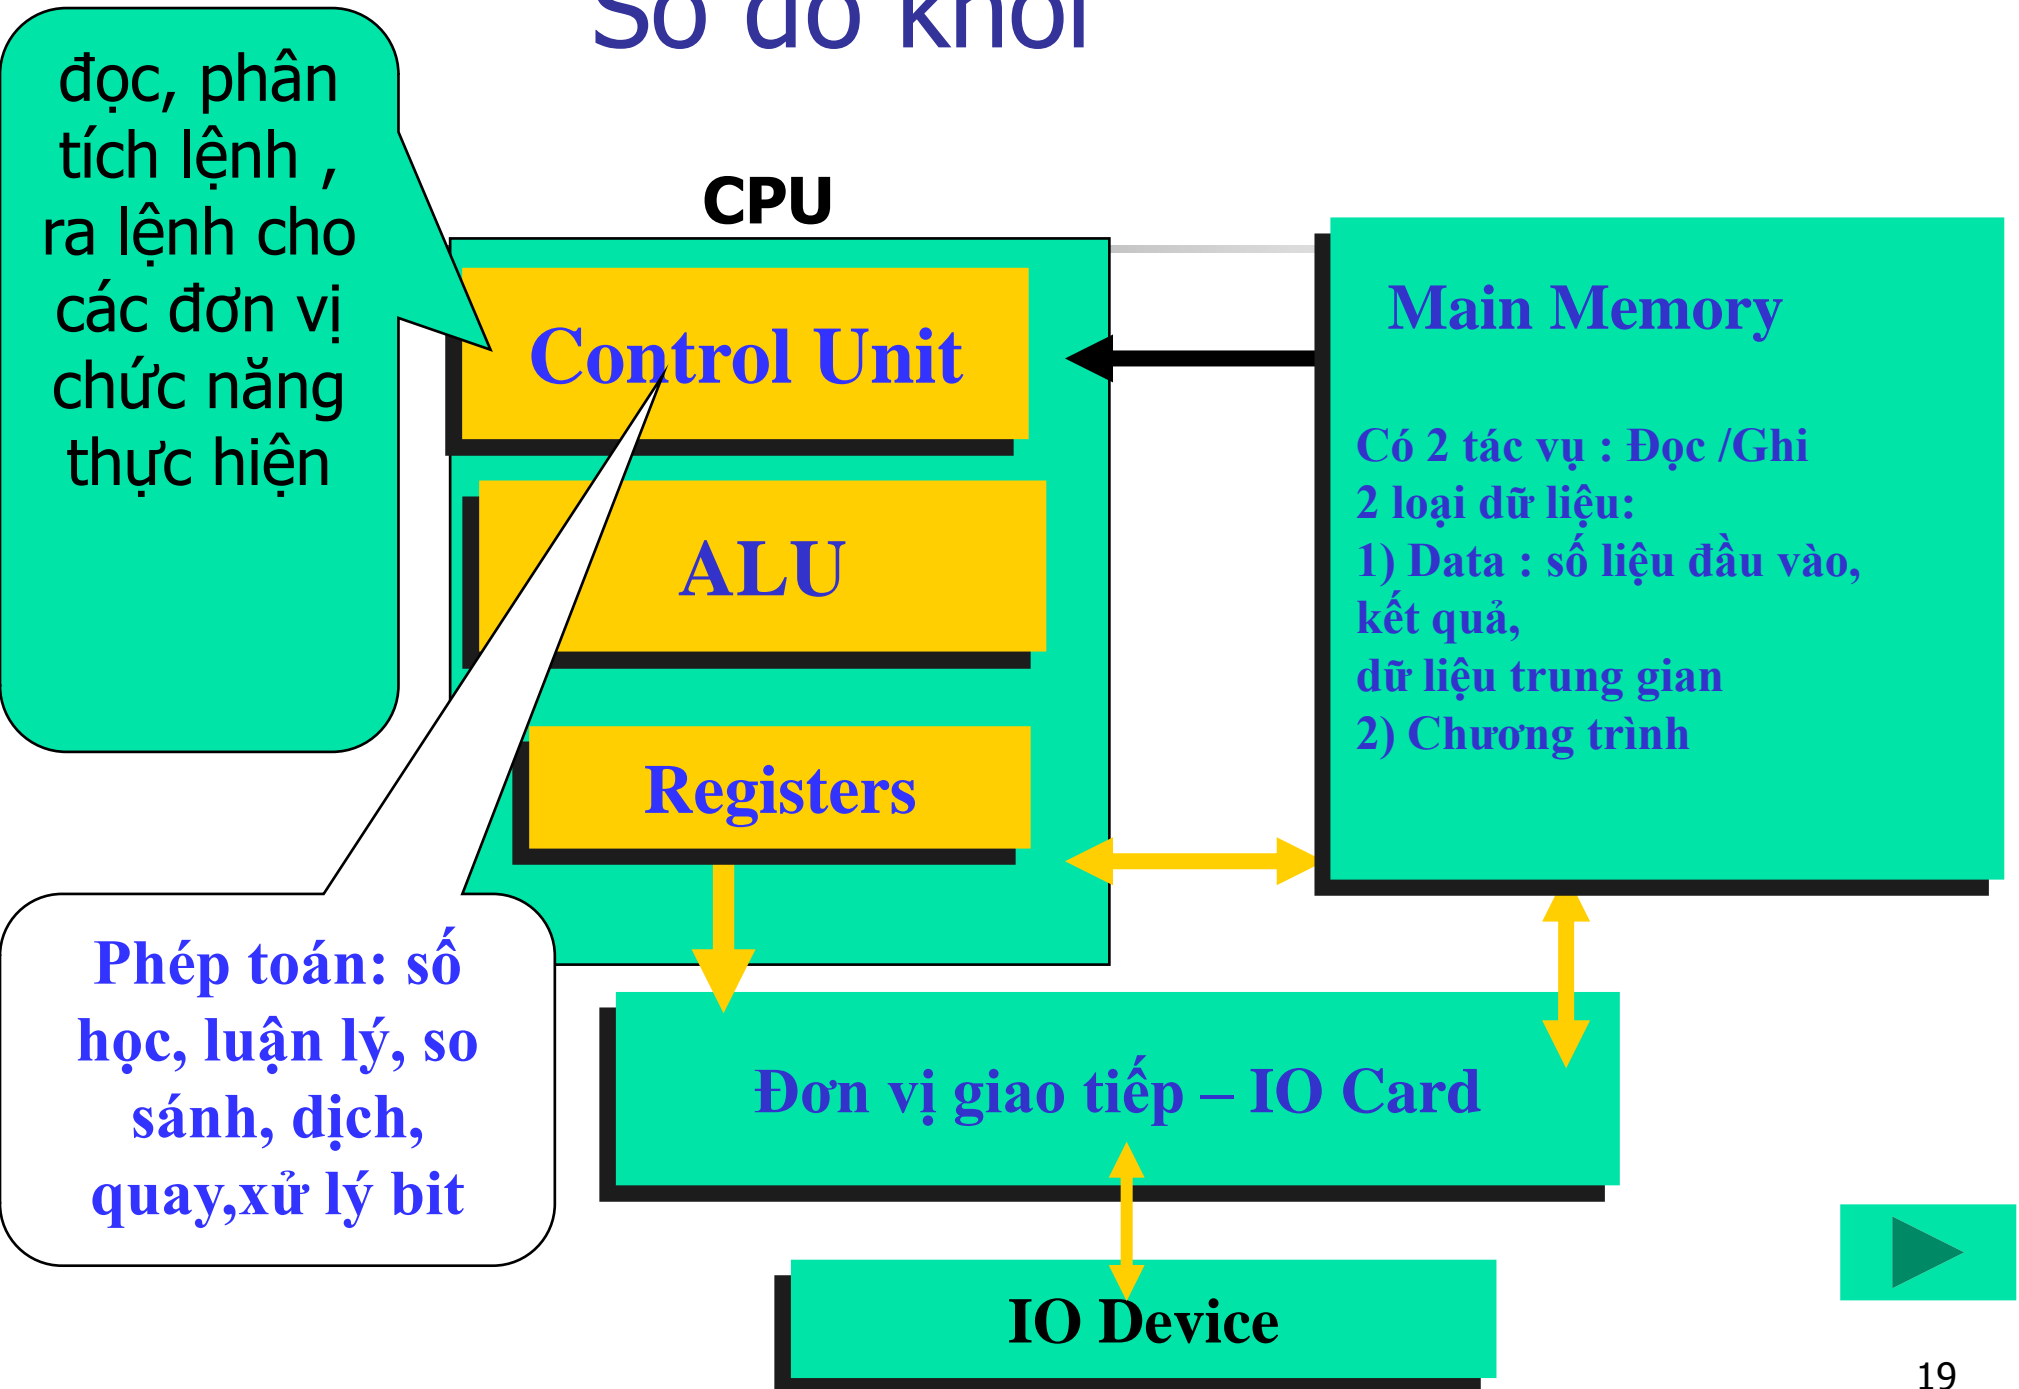 Sơ đồ khối
đọc, phân
tích lệnh ,
ra lệnh cho
các đơn vị
chức năng
thực hiện
CPU
Control Unit
ALU
Registers
Main Memory
Có 2 tác vụ : Đọc /Ghi
2 loại dữ liệu:
1) Data : số liệu đầu vào,
kết quả,
dữ liệu trung gian
2) Chương trình
Phép toán: số
học, luận lý, so
sánh, dịch,
quay,xử lý bit
Đơn vị giao tiếp – IO Card
IO Device
19